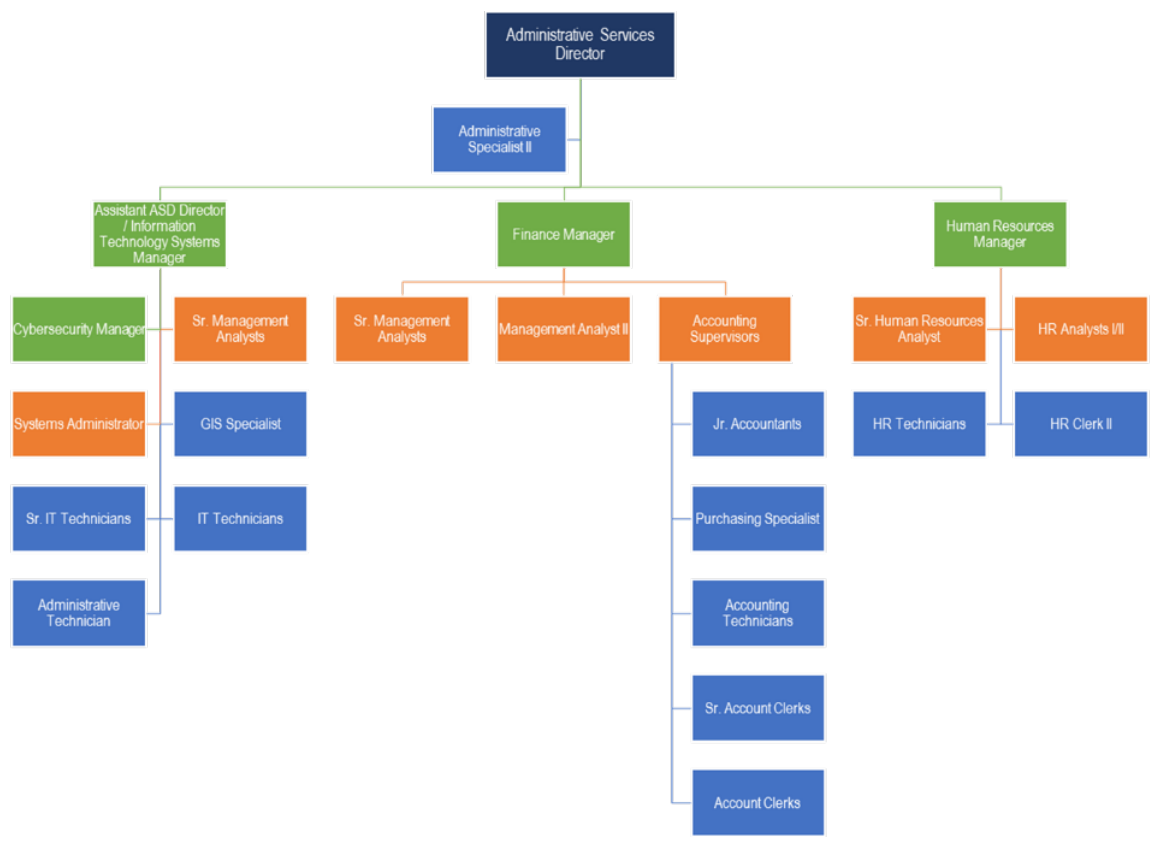 Administrative Services
Director
Administrative
Specialist II
Assistant ASD Director
/ Information
Technology Systems
Manager
Finance Manager
Human Resources
Manager
Cybersecurity Manager
Sr. Management
Analysts
Sr. Management
Analysts
Management Analyst II
Accounting
Supervisors
Sr. Human Resources
Analyst
HR Analysts I/II
Systems Administrator
GIS Specialist
Jr. Accountants
HR Technicians
HR Clerk II
Sr. IT Technicians
IT Technicians
Purchasing Specialist
Administrative
Technician
Accounting
Technicians
Sr. Account Clerks
Account Clerks